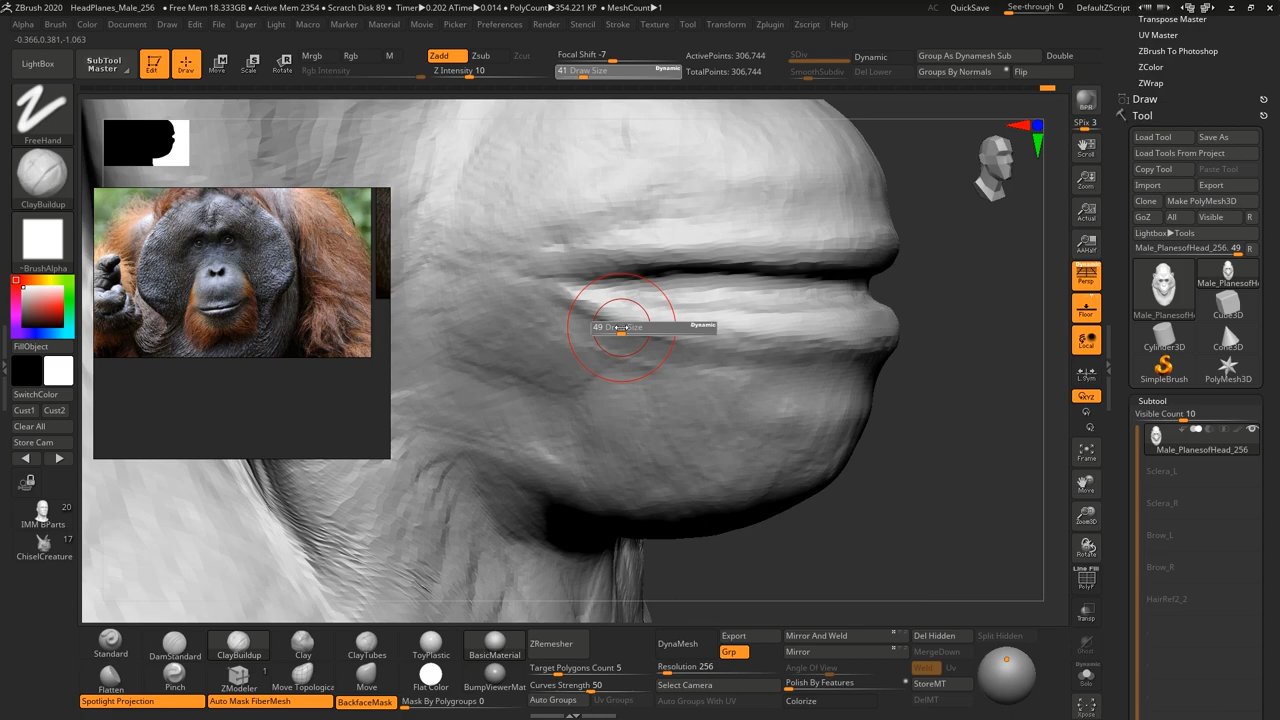 ZBrush 2020 HeadPlanes_Male_256 • Free Mem 18.333GB • Active Mem 2354 • Scratch Disk 89 • Timer▶0.202 ATime▶0.014 • PolyCount▶354.221 KP • MeshCount▶1
AC QuickSave See-through 0 DefaultZScript
Alpha Brush Color Document Draw Edit File Layer Light Macro Marker Material Movie Picker Preferences Render Stencil Stroke Texture Tool Transform Zplugin Zscript Help
Transpose Master
-0.366,0.381,-1.063
UV Master
ZBrush To Photoshop
ZColor
ZWrap
LightBox
SubTool Master
Edit
Draw
Move
Scale
Rotate
Mrgb Rgb M
Rgb Intensity
Zadd Zsub Zcut
Z Intensity 10
Focal Shift -7
41 Draw Size Dynamic
ActivePoints: 306,744
TotalPoints: 306,744
SDiv
SmoothSubdiv
Dynamic
Del Lower
Group As Dynamesh Sub
Groups By Normals
Double
Flip
FreeHand
ClayBuildup
~BrushAlpha
FillObject
SwitchColor
Cust1 Cust2
Clear All
Store Cam
20
IMM BParts
17
ChiselCreature
49 Draw Size Dynamic
BPR
SPix 3
Scroll
Zoom
Actual
AAHalf
Dynamic
Persp
Floor
Local
L.Sym
XYZ
Frame
Move
Zoom3D
Rotate
Line Fill
PolyF
Transp
Ghost
Dynamic
Solo
Xpose
Draw
Tool
Load Tool Save As
Load Tools From Project
Copy Tool Paste Tool
Import Export
Clone Make PolyMesh3D
GoZ All Visible R
Lightbox▶Tools
Male_PlanesofHead_256. 49 R
Male_PlanesofH
Male_PlanesofH
Cube3D
Cylinder3D
Cone3D
SimpleBrush
PolyMesh3D
Subtool
Visible Count 10
Male_PlanesofHead_256
Sclera_L
Sclera_R
Brow_L
Brow_R
HairRef2_2
Standard DamStandard ClayBuildup Clay ClayTubes ToyPlastic BasicMaterial
Flatten Pinch ZModeler 1 Move Topologica Move Flat Color BumpViewerMat
Spotlight Projection Auto Mask FiberMesh BackfaceMask Mask By Polygroups 0
ZRemesher
Target Polygons Count 5
Curves Strength 50
Auto Groups Uv Groups
DynaMesh
Export
Grp
Resolution 256
Select Camera
Auto Groups With UV
Mirror And Weld
Mirror
Angle Of View
Polish By Features
Colorize
Del Hidden Split Hidden
MergeDown
Weld Uv
StoreMT
DelMT